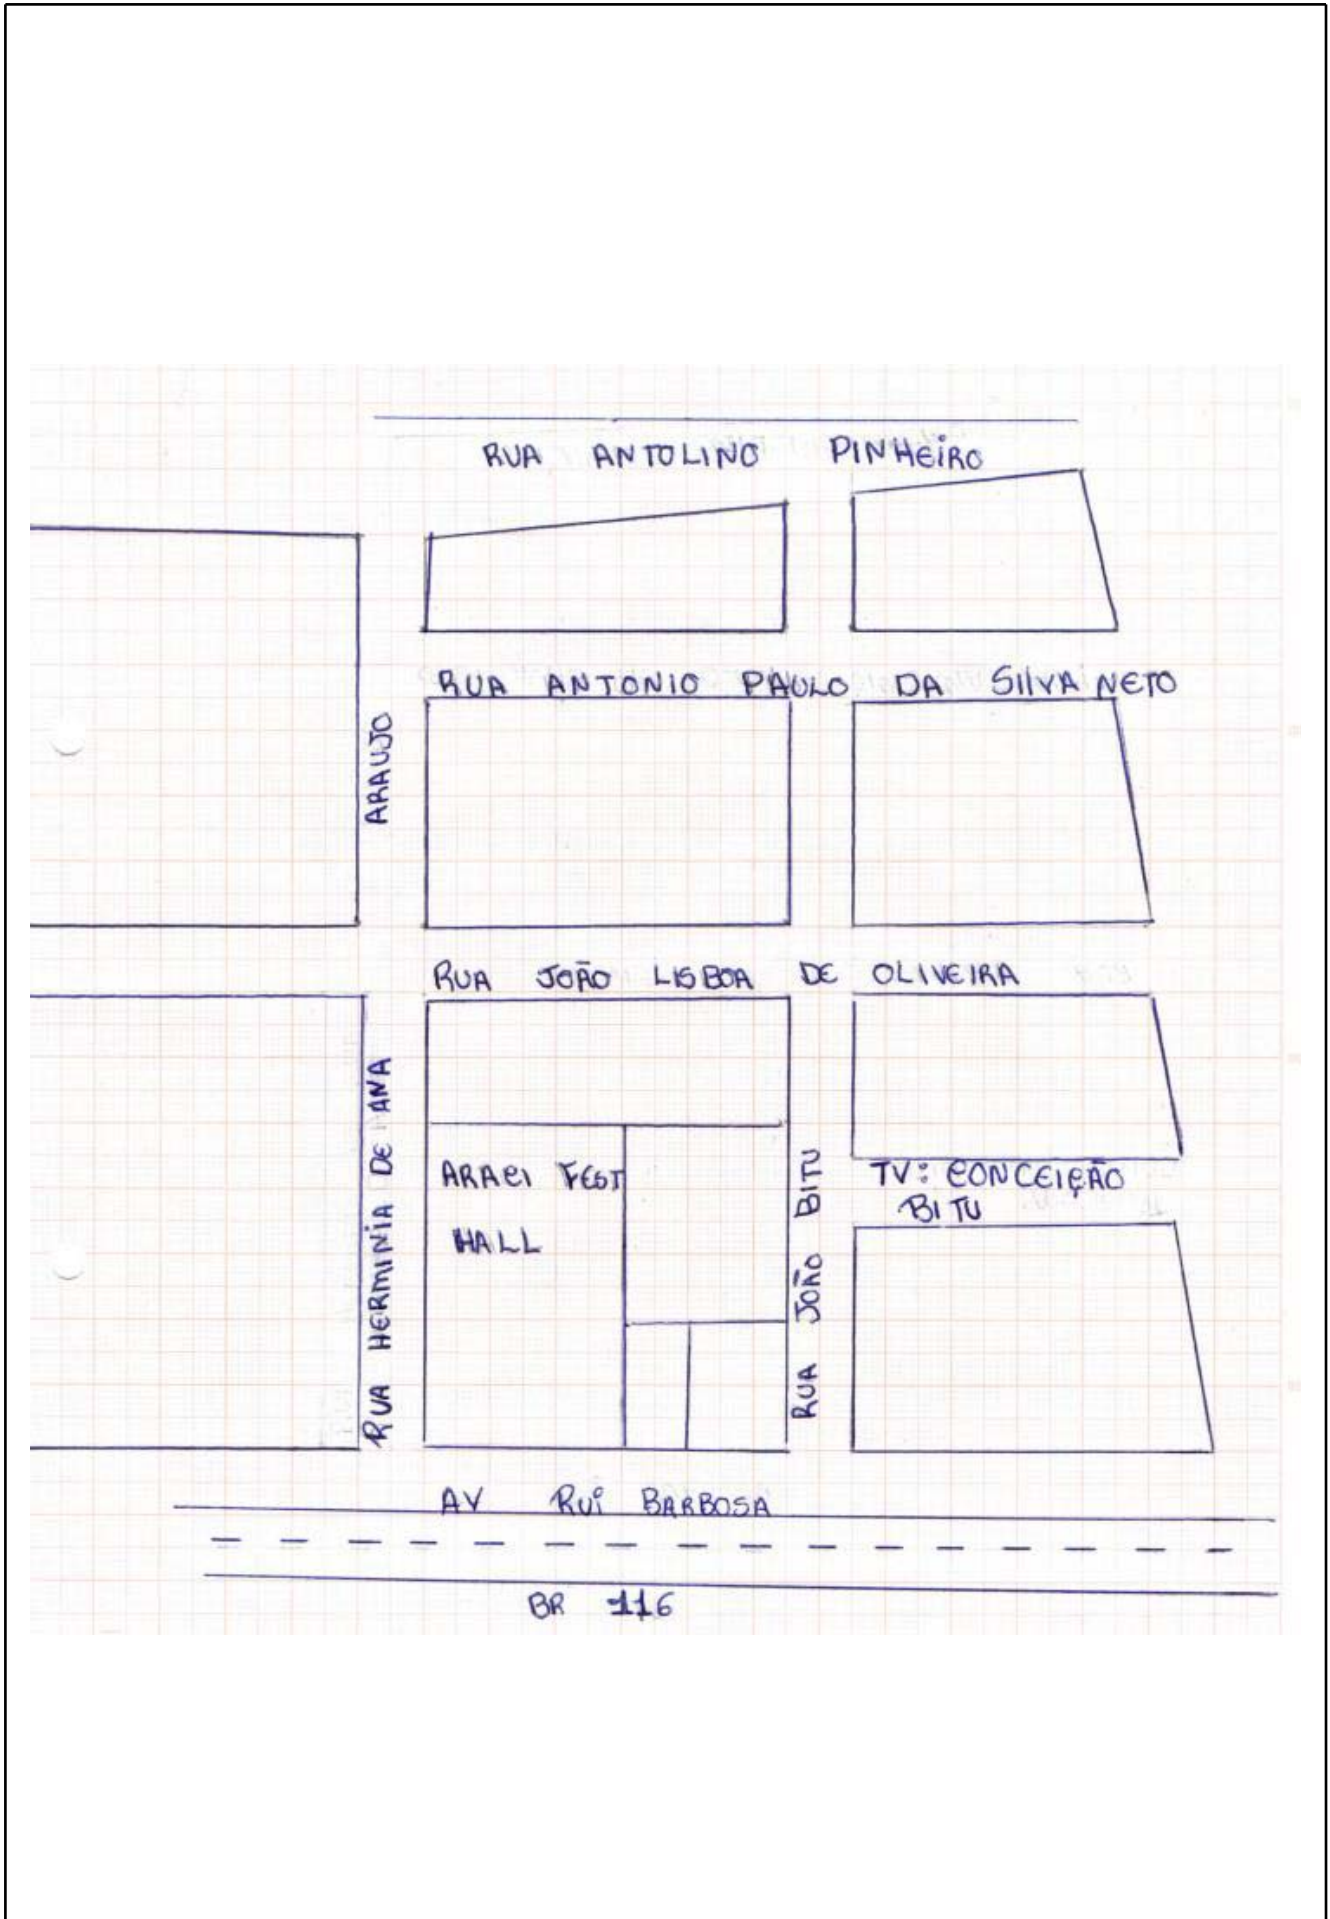 RUA ANTOLINO PINHEIRO
RUA ANTONIO PAULO DA SILVA NETO
ARAUJO
RUA JOÃO LISBOA DE OLIVEIRA
RUA HERMINIA DE ANA
ARACI FEST
HALL
RUA JOÃO BITU
TV: CONCEIÇÃO
BITU
AV RUI BARBOSA
BR 116